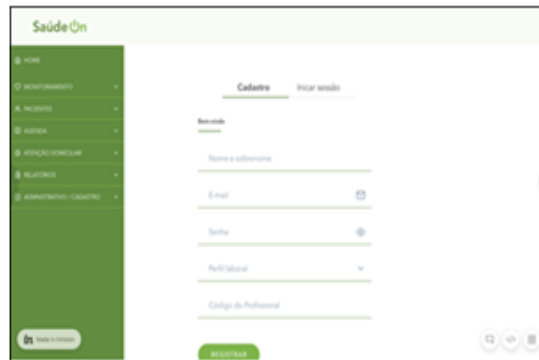 SaúdeOn
HOME
MONITORAMENTO
PACIENTES
AGENDA
ATENÇÃO DOMICILIAR
RELATÓRIOS
ADMINISTRATIVO / CADASTRO
Cadastro Inicar sessão
Bem vindo
Nome e sobrenome
E-mail
Senha
Perfil laboral
Código do Profissional
REGISTRAR